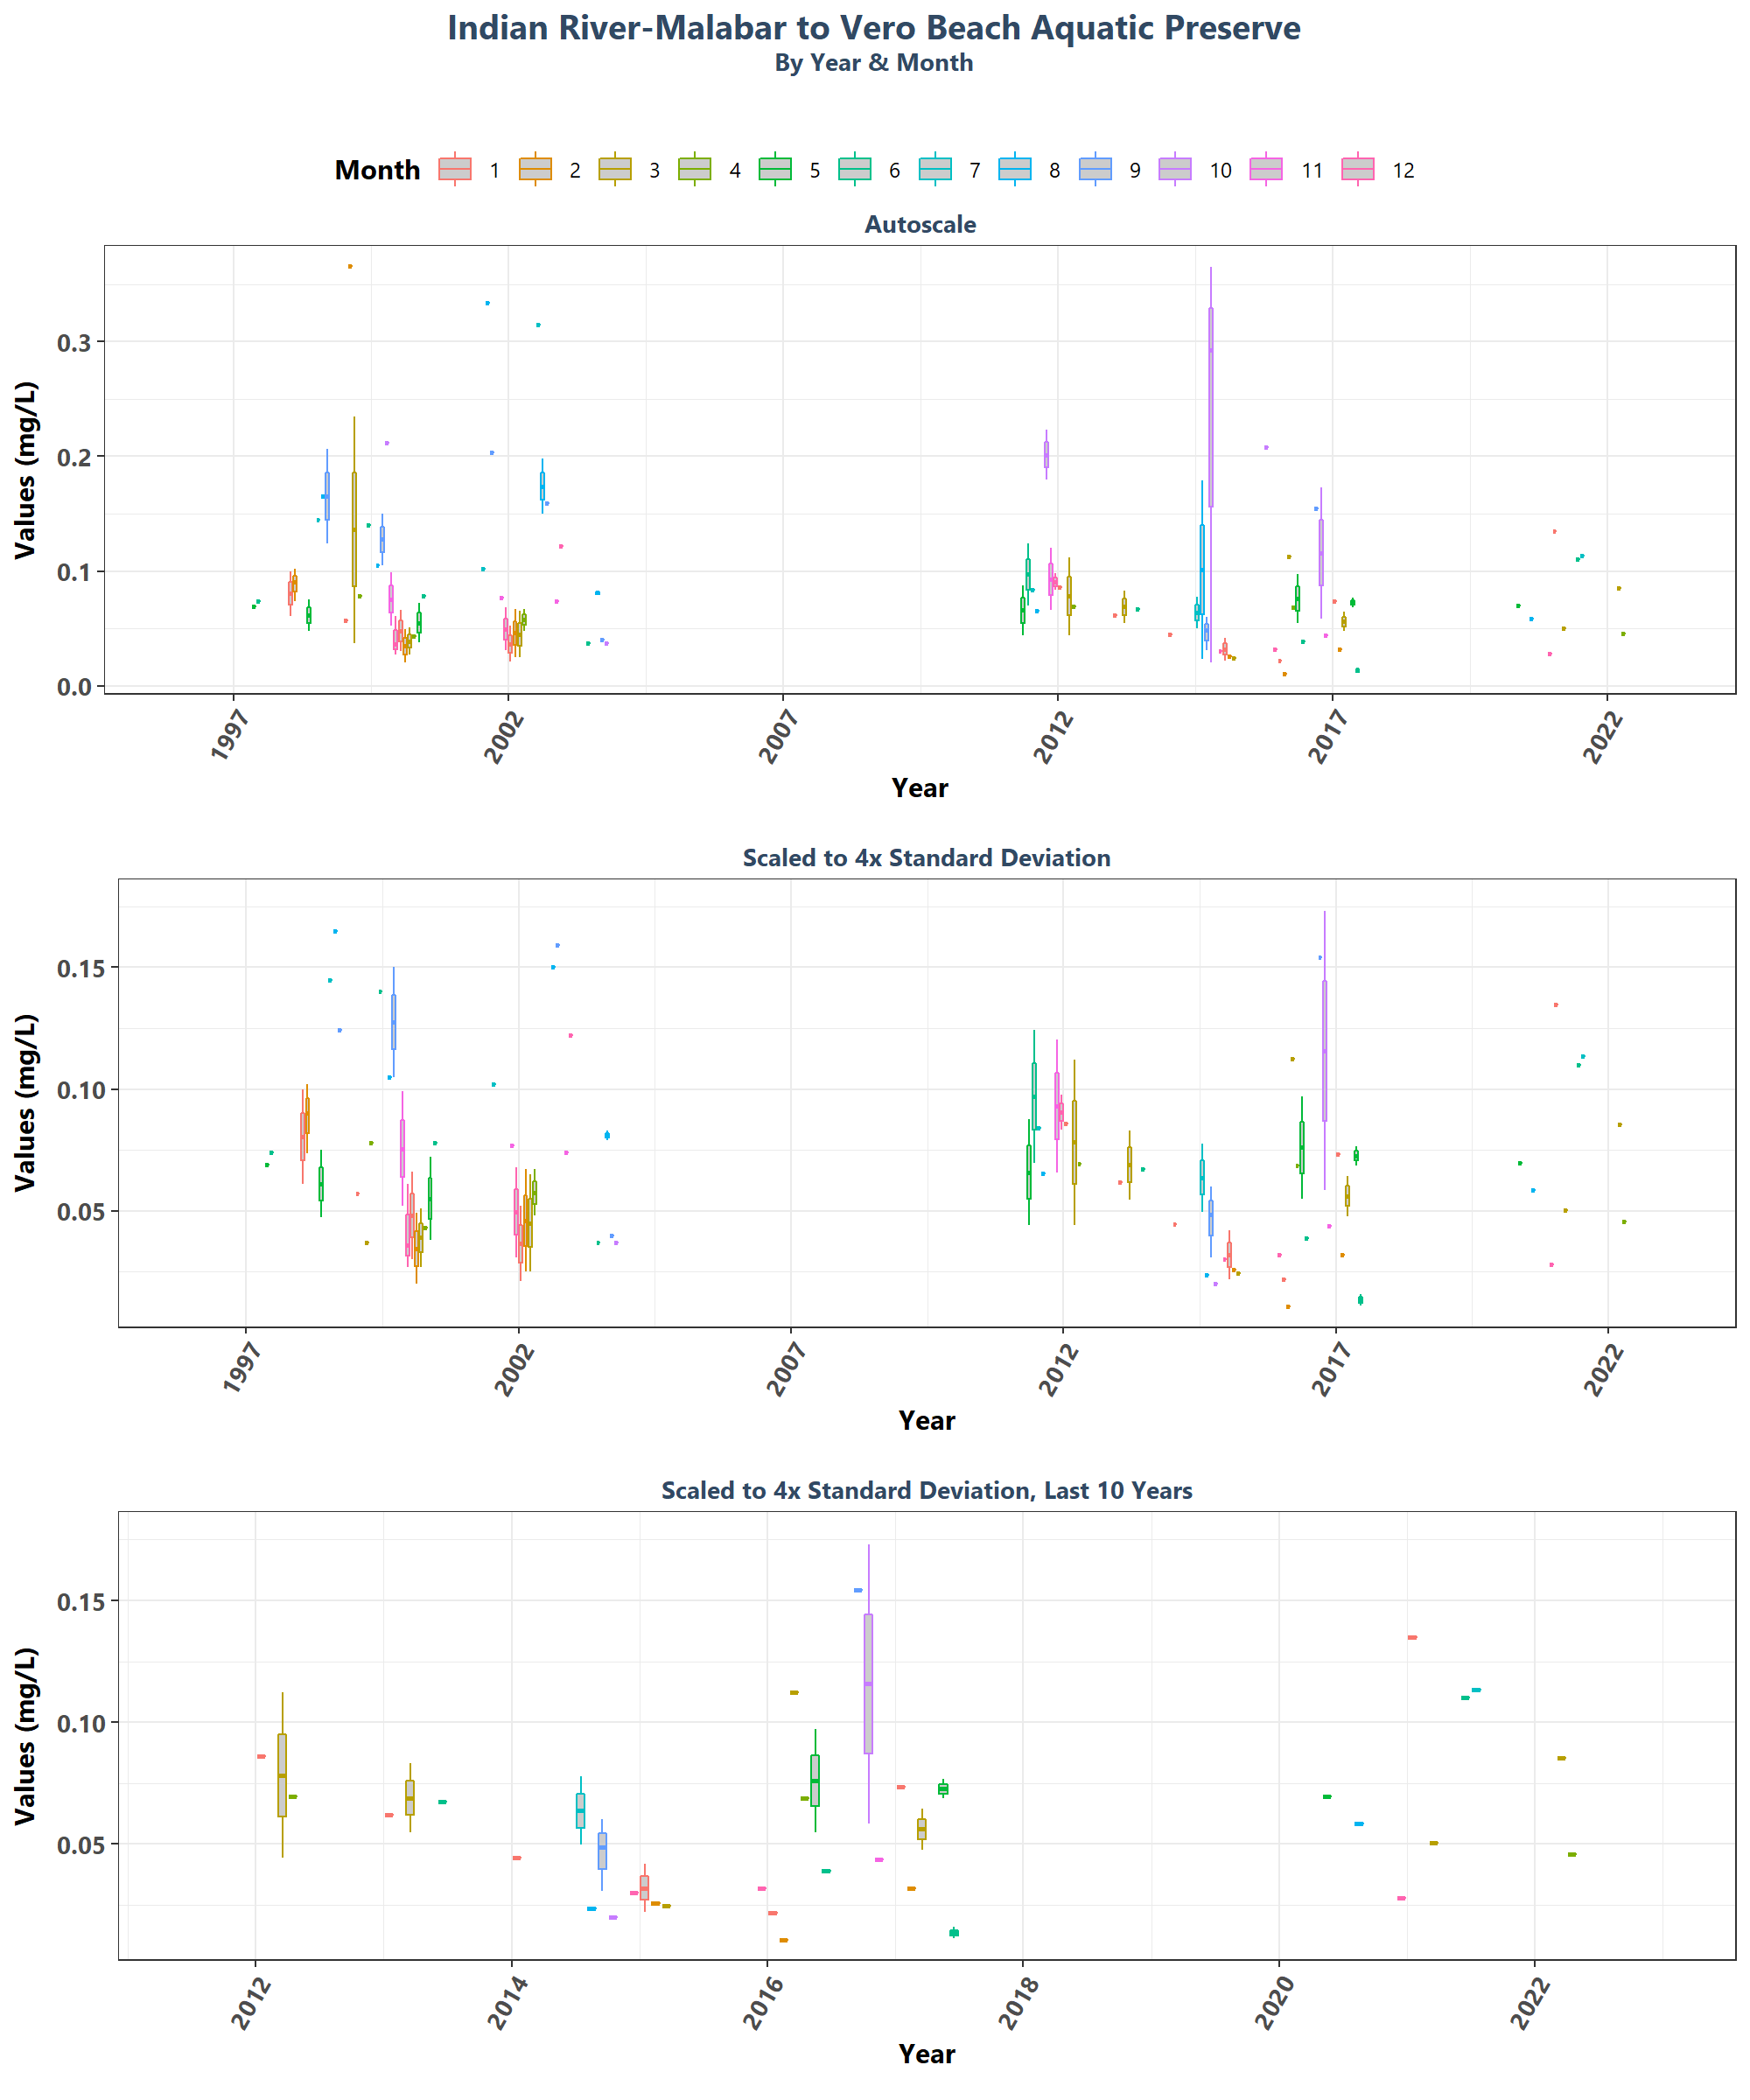 Indian River-Malabar to Vero Beach Aquatic Preserve
By Year & Month
Month 1 2 3 4 5 6 7 8 9 10 11 12
Autoscale
Values (mg/L)
0.3
0.2
0.1
0.0
1997 2002 2007 2012 2017 2022
Year
Scaled to 4x Standard Deviation
Values (mg/L)
0.15
0.10
0.05
1997 2002 2007 2012 2017 2022
Year
Scaled to 4x Standard Deviation, Last 10 Years
Values (mg/L)
0.15
0.10
0.05
2012 2014 2016 2018 2020 2022
Year